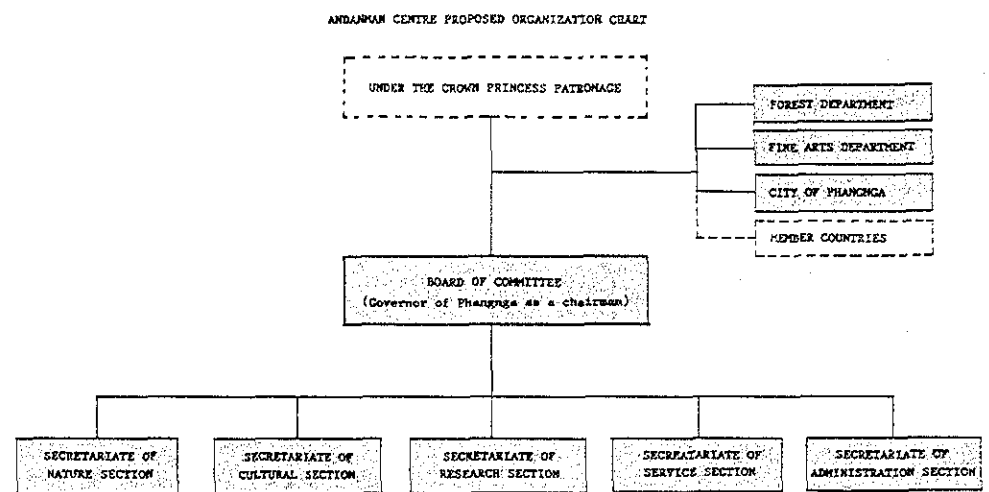 ANDANMAN CENTRE PROPOSED ORGANIZATION CHART
UNDER THE CROWN PRINCESS PATRONAGE
FOREST DEPARTMENT
FINE ARTS DEPARTMENT
CITY OF PHANGNGA
MEMBER COUNTRIES
BOARD OF COMMITTEE
(Governor of Phangnga as a chairman)
SECRETARIATE OF
NATURE SECTION
SECRETARIATE OF
CULTURAL SECTION
SECRETARIATE OF
RESEARCH SECTION
SECREATARIATE OF
SERVICE SECTION
SECRETARIATE OF
ADMINISTRATION SECTION